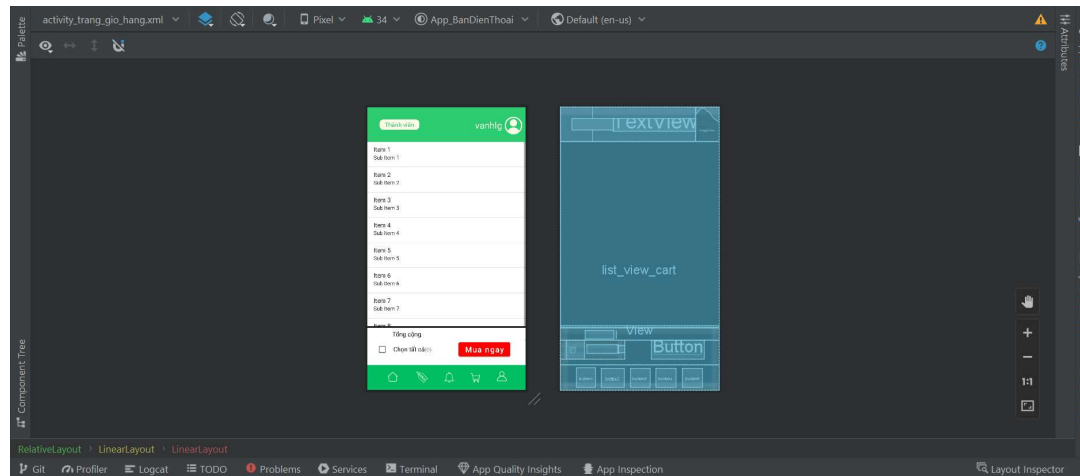 activity_trang_gio_hang.xml Pixel 34 App_BanDienThoai Default (en-us)
Palette
Attributes
Thành viên vanhlg
Item 1
Sub Item 1
Item 2
Sub Item 2
Item 3
Sub Item 3
Item 4
Sub Item 4
Item 5
Sub Item 5
Item 6
Sub Item 6
Item 7
Sub Item 7
Tổng cộng
Chọn tất cả(0) Mua ngay
TextView
list_view_cart
View
Button
1:1
Component Tree
RelativeLayout LinearLayout LinearLayout
Git Profiler Logcat TODO Problems Services Terminal App Quality Insights App Inspection Layout Inspector